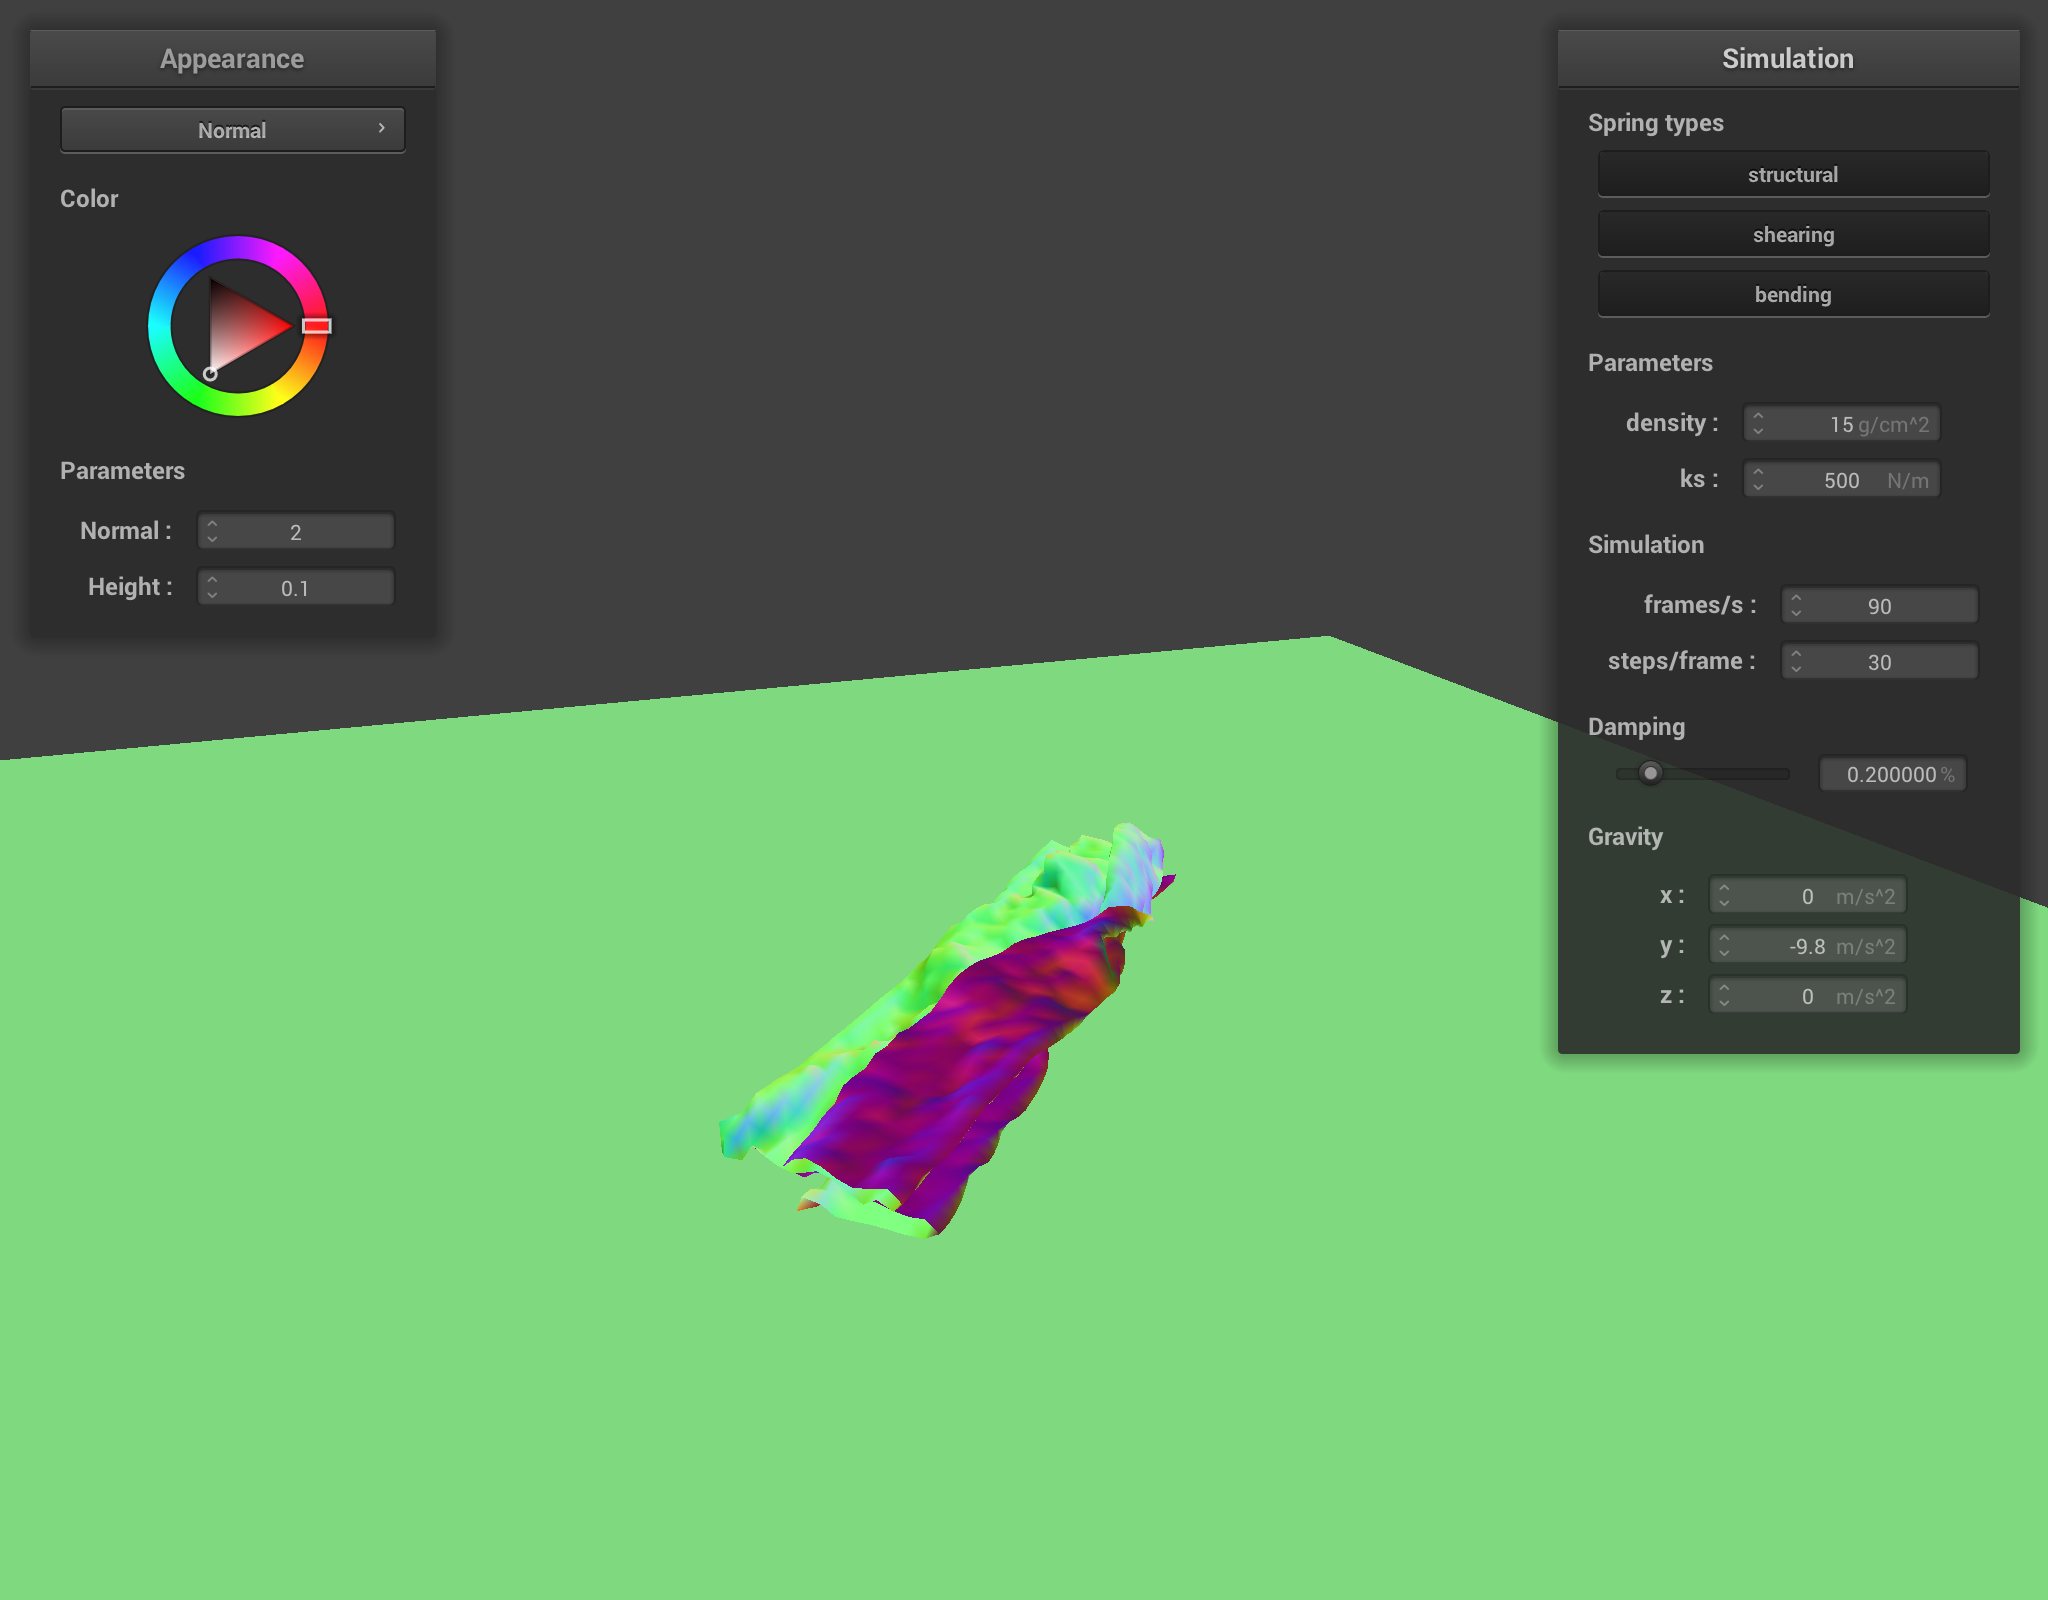 Appearance
Normal
Color
Parameters
Normal : 2
Height : 0.1
Simulation
Spring types
structural
shearing
bending
Parameters
density : 15 g/cm^2
ks : 500 N/m
Simulation
frames/s : 90
steps/frame : 30
Damping
0.200000 %
Gravity
x : 0 m/s^2
y : -9.8 m/s^2
z : 0 m/s^2